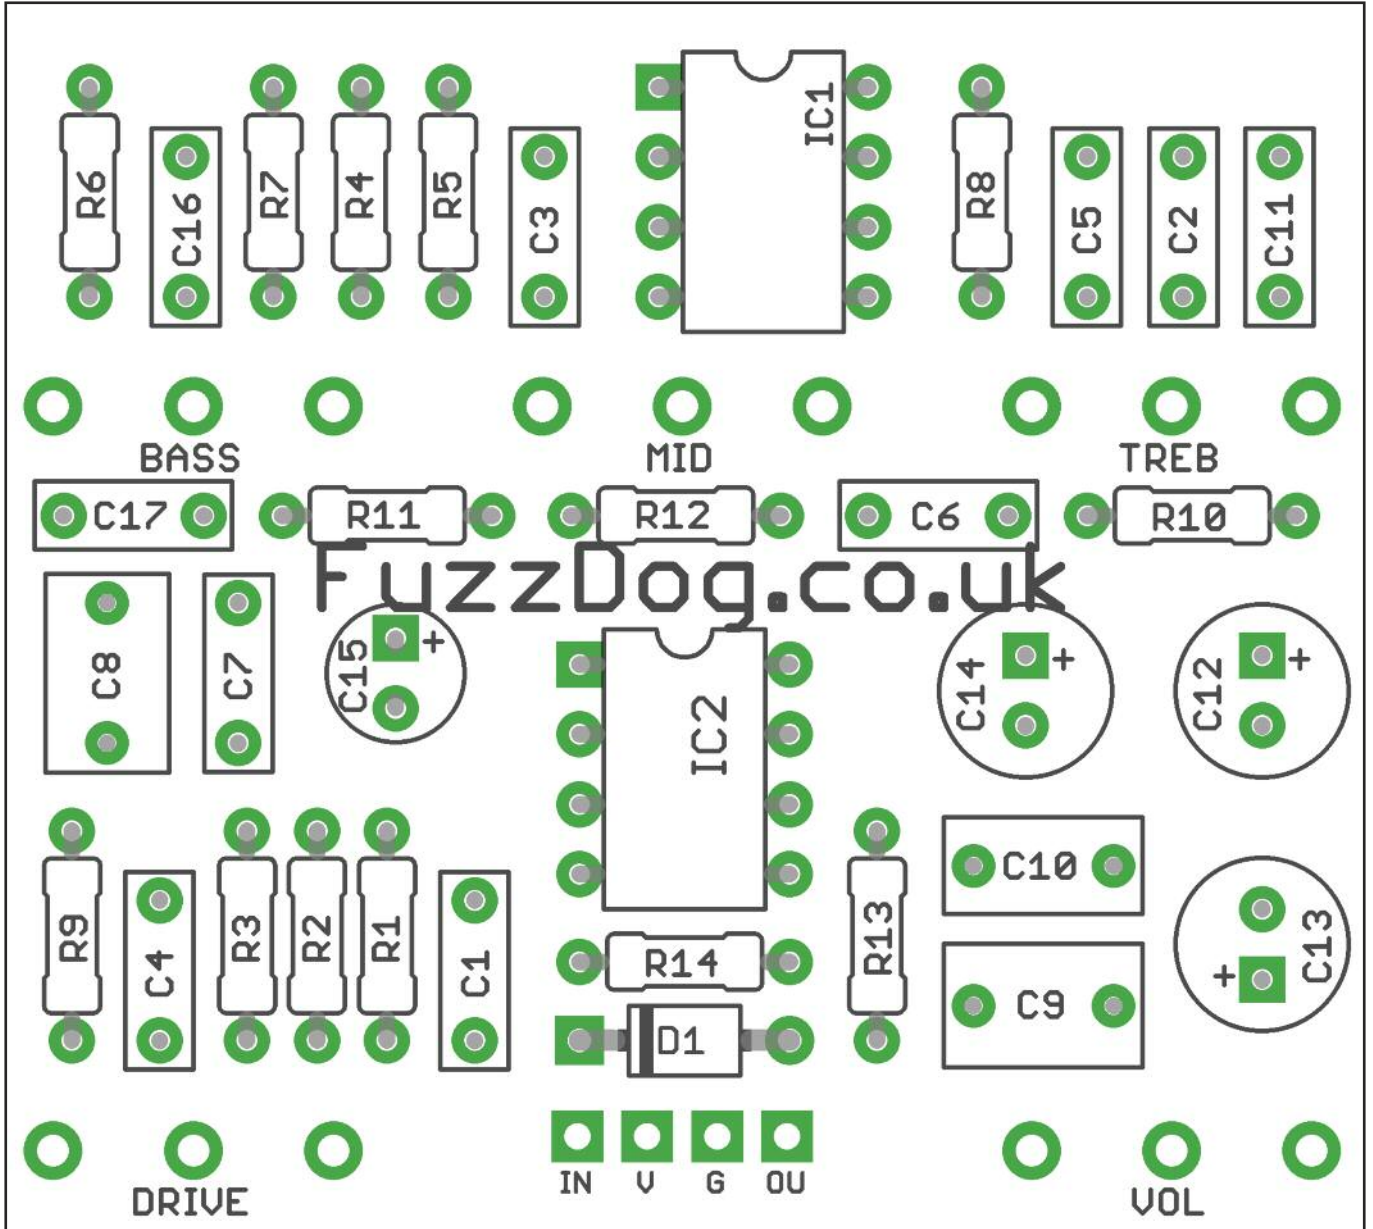 R6 C16 R7 R4 R5 C3 IC1 R8 C5 C2 C11
BASS MID TREB
C17 R11 R12 C6 R10
FuzzDog.co.uk
C8 C7 C15 + IC2 C14 + C12 +
R9 C4 R3 R2 R1 C1 R14 R13 C10 C13 +
D1 C9
IN V G OU
DRIVE VOL